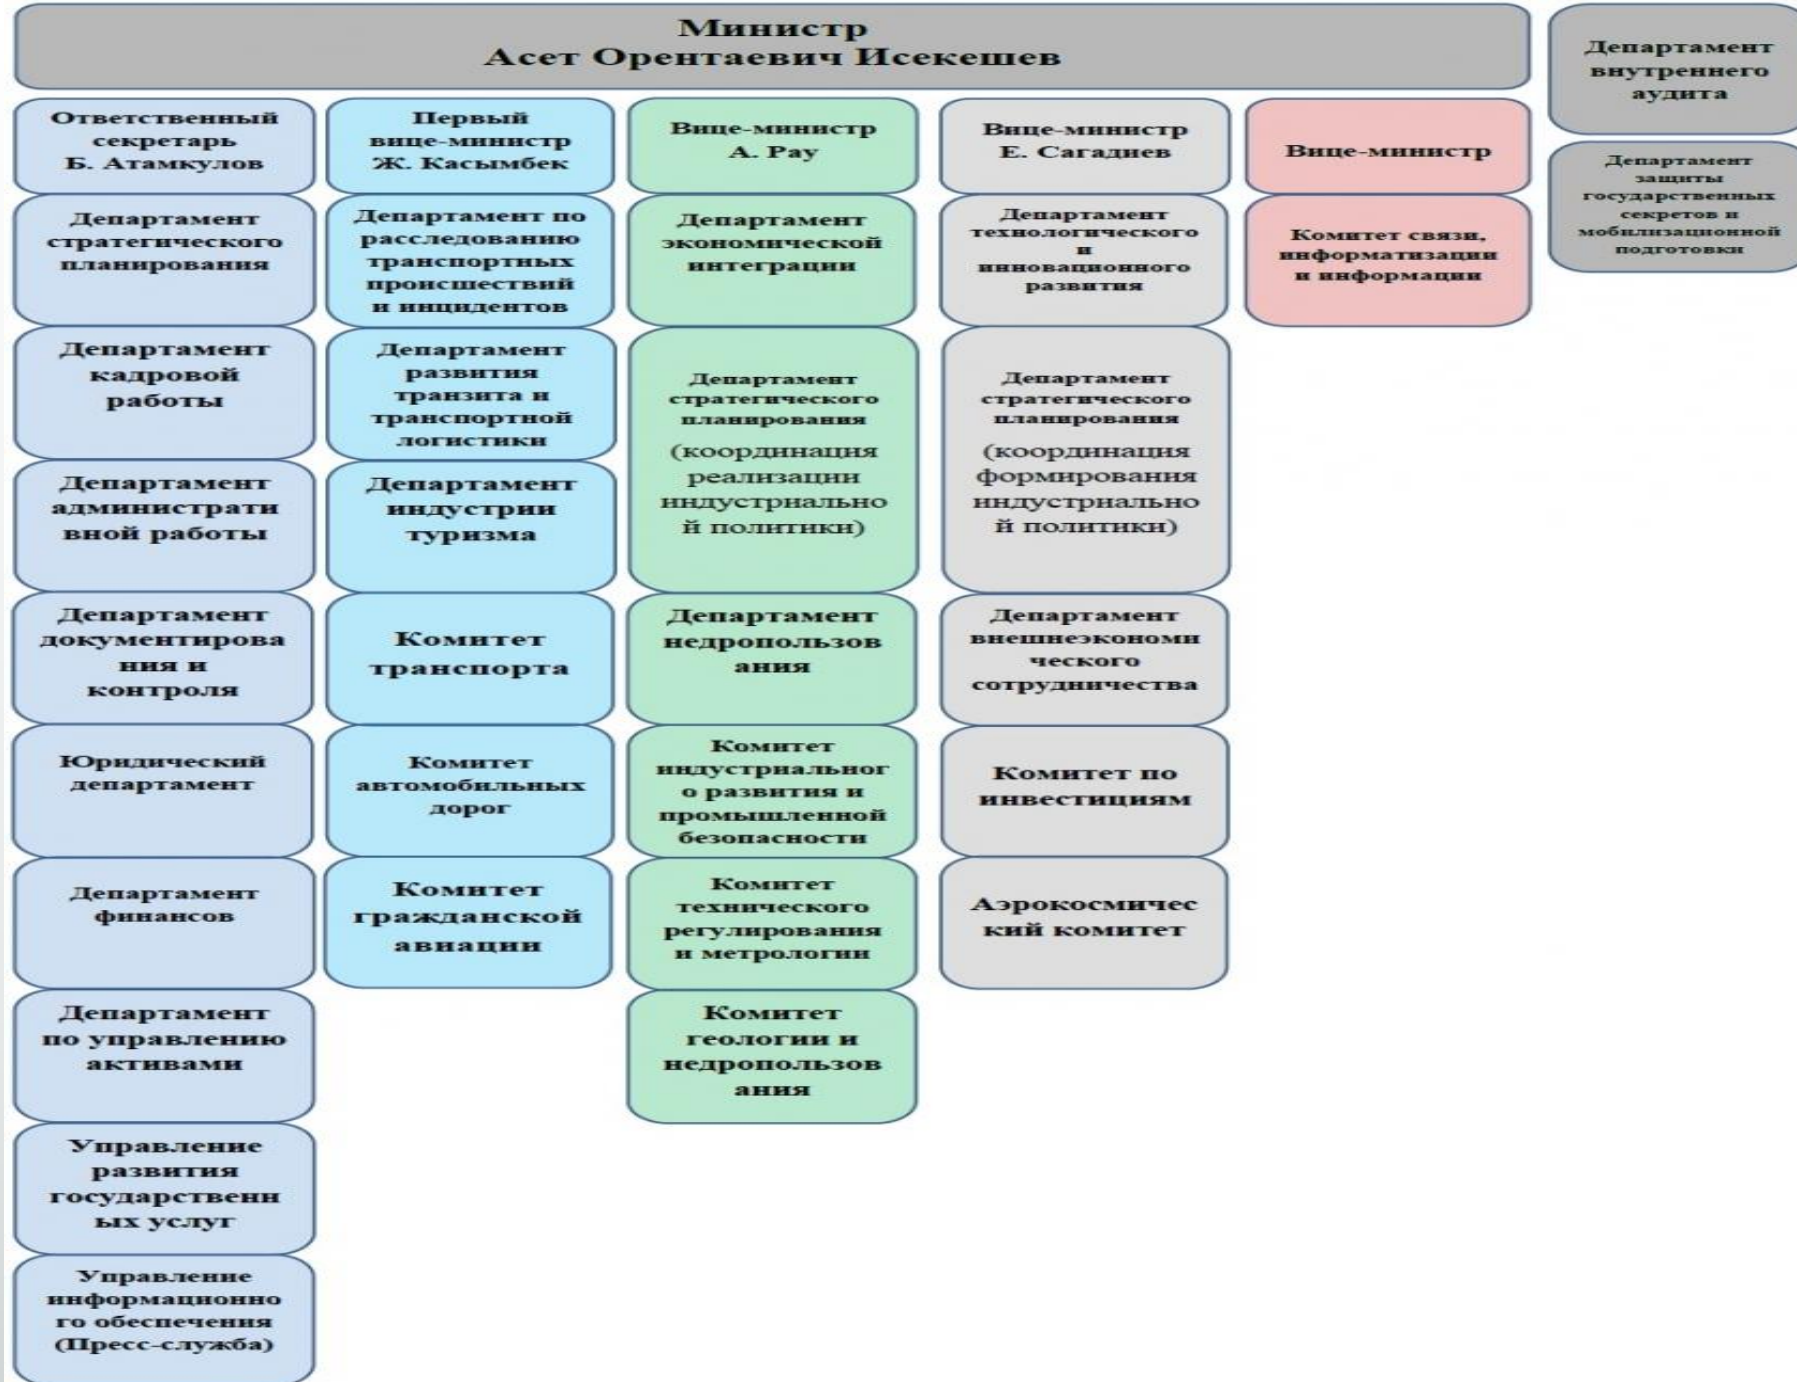 Министр
Асет Орентаевич Исекешев
Ответственный
секретарь
Б. Атамкулов
Департамент
стратегического
планирования
Департамент
кадровой
работы
Департамент
администрати
вной работы
Департамент
документирова
ния и
контроля
Юридический
департамент
Департамент
финансов
Департамент
по управлению
активами
Управление
развития
государственн
ых услуг
Управление
информационно
го обеспечения
(Пресс-служба)
Первый
вице-министр
Ж. Касымбек
Департамент по
расследованию
транспортных
происшествий
и инцидентов
Департамент
развития
транзита и
транспортной
логистики
Департамент
индустрии
туризма
Комитет
транспорта
Комитет
автомобильных
дорог
Комитет
гражданской
авиации
Вице-министр
А. Рау
Департамент
экономической
интеграции
Департамент
стратегического
планирования
(координация
реализации
индустриально
й политики)
Департамент
недропользов
ания
Комитет
индустриальног
о развития и
промышленной
безопасности
Комитет
технического
регулирования
и метрологии
Комитет
геологии и
недропользов
ания
Вице-министр
Е. Сагадиев
Департамент
технологического
и
инновационного
развития
Департамент
стратегического
планирования
(координация
формирования
индустриально
й политики)
Департамент
внешнеэкономи
ческого
сотрудничества
Комитет по
инвестициям
Аэрокосмичес
кий комитет
Вице-министр
Комитет связи,
информатизации
и информации
Департамент
внутреннего
аудита
Департамент
защиты
государственных
секретов и
мобилизационной
подготовки